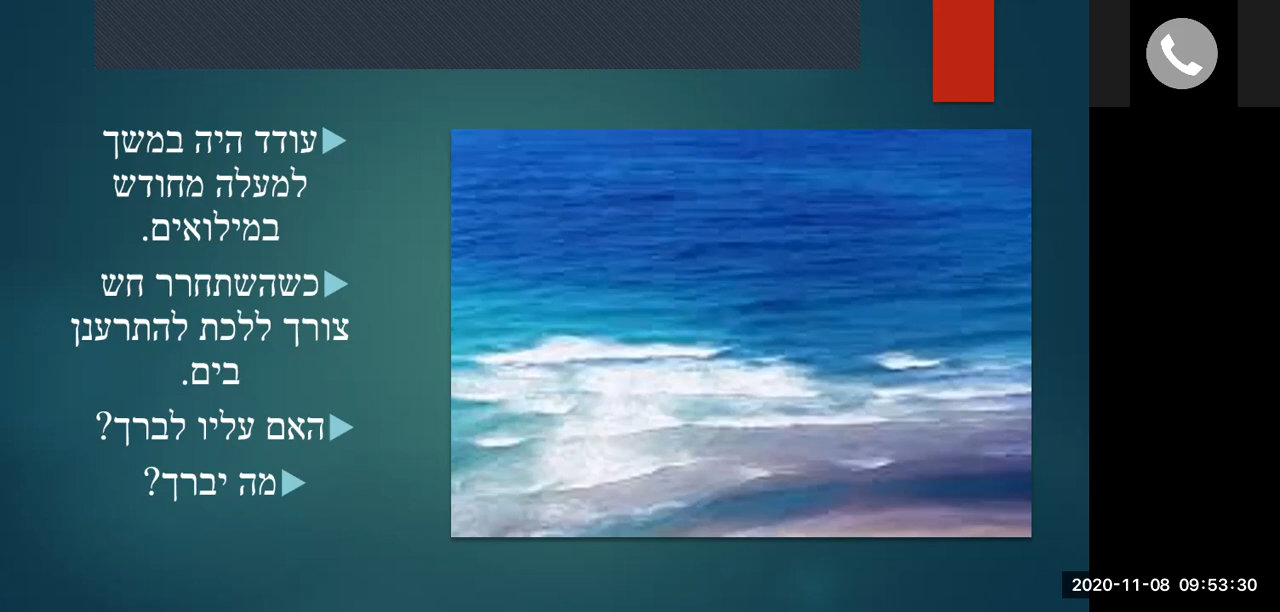 עודד היה במשך
למעלה מחודש
במילואים.
כשהשתחרר חש
צורך ללכת להתרענן
בים.
האם עליו לברך?
מה יברך?
2020-11-08 09:53:30